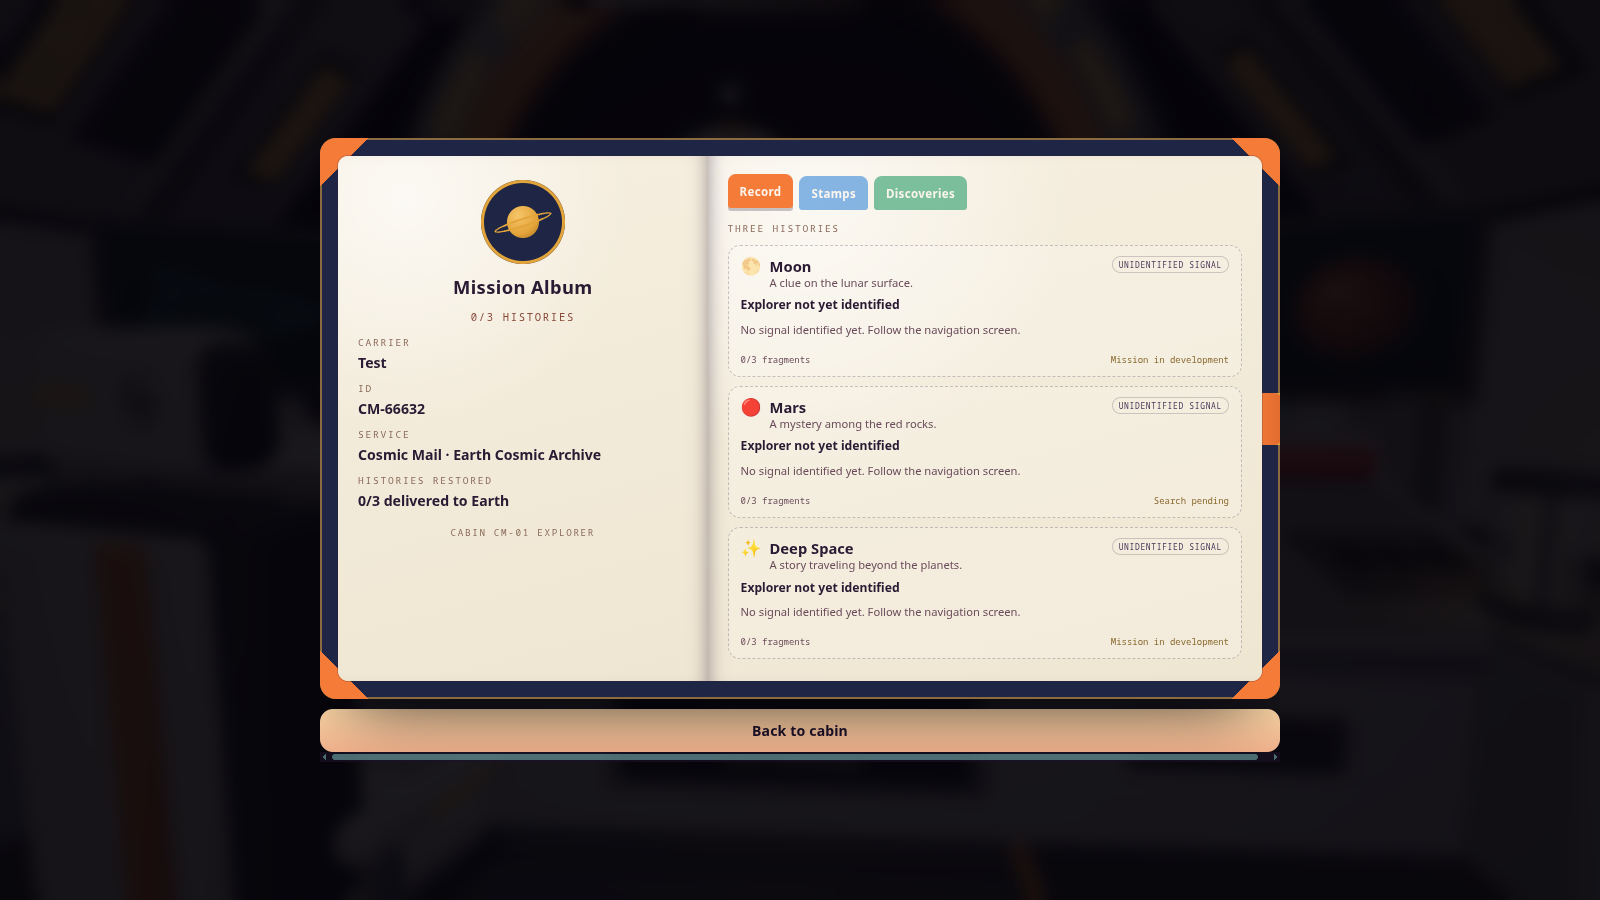 Mission Album
0/3 HISTORIES
CARRIER
Test
ID
CM-66632
SERVICE
Cosmic Mail · Earth Cosmic Archive
HISTORIES RESTORED
0/3 delivered to Earth
CABIN CM-01 EXPLORER
Record
Stamps
Discoveries
THREE HISTORIES
Moon
UNIDENTIFIED SIGNAL
A clue on the lunar surface.
Explorer not yet identified
No signal identified yet. Follow the navigation screen.
0/3 fragments
Mission in development
Mars
UNIDENTIFIED SIGNAL
A mystery among the red rocks.
Explorer not yet identified
No signal identified yet. Follow the navigation screen.
0/3 fragments
Search pending
Deep Space
UNIDENTIFIED SIGNAL
A story traveling beyond the planets.
Explorer not yet identified
No signal identified yet. Follow the navigation screen.
0/3 fragments
Mission in development
Back to cabin